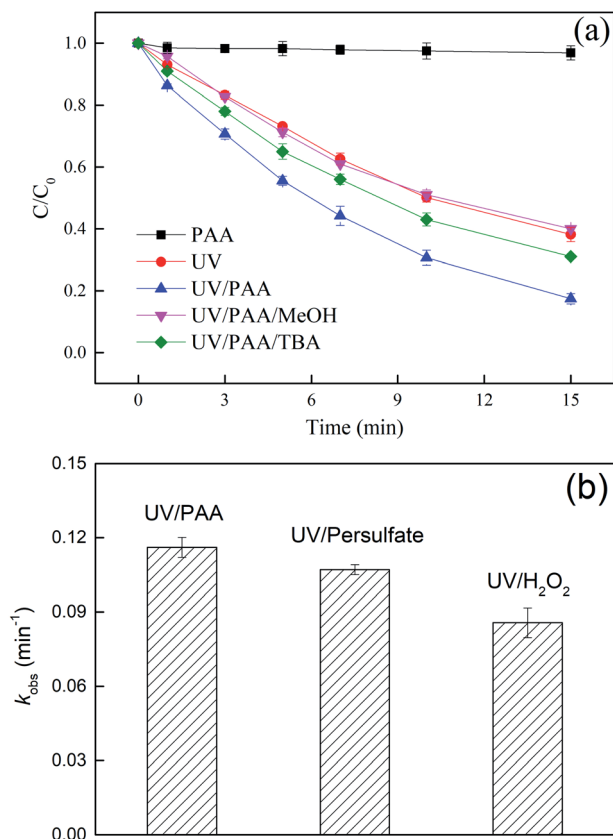 (a)
1.0
0.8
0.6
0.4
0.2
0.0
C/C₀
PAA
UV
UV/PAA
UV/PAA/MeOH
UV/PAA/TBA
0 3 6 9 12 15
Time (min)
(b)
0.15
0.12
0.09
0.06
0.03
0.00
k_obs (min⁻¹)
UV/PAA
UV/Persulfate
UV/H₂O₂